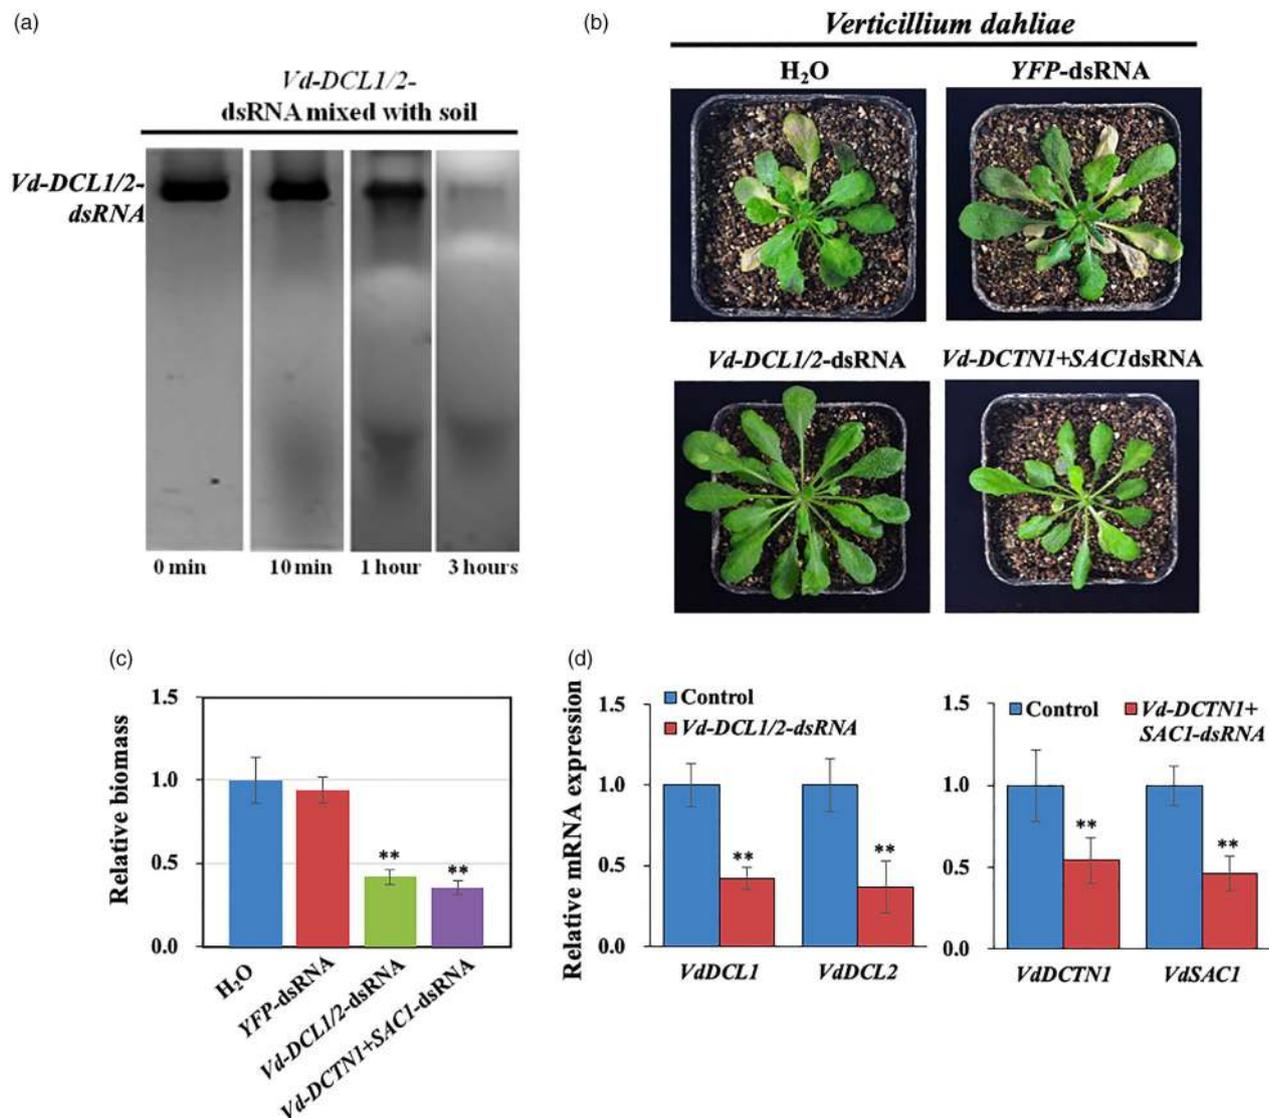 (a)
Vd-DCL1/2-
dsRNA mixed with soil
Vd-DCL1/2-
dsRNA
0 min
10 min
1 hour
3 hours
(b)
Verticillium dahliae
H₂O
YFP-dsRNA
Vd-DCL1/2-dsRNA
Vd-DCTN1+SAC1dsRNA
(c)
Relative biomass
1.5
1.0
0.5
0.0
**
**
H₂O
YFP-dsRNA
Vd-DCL1/2-dsRNA
Vd-DCTN1+SAC1-dsRNA
(d)
Relative mRNA expression
1.5
1.0
0.5
0.0
Control
Vd-DCL1/2-dsRNA
**
**
VdDCL1
VdDCL2
1.5
1.0
0.5
0.0
Control
Vd-DCTN1+
SAC1-dsRNA
**
**
VdDCTN1
VdSAC1